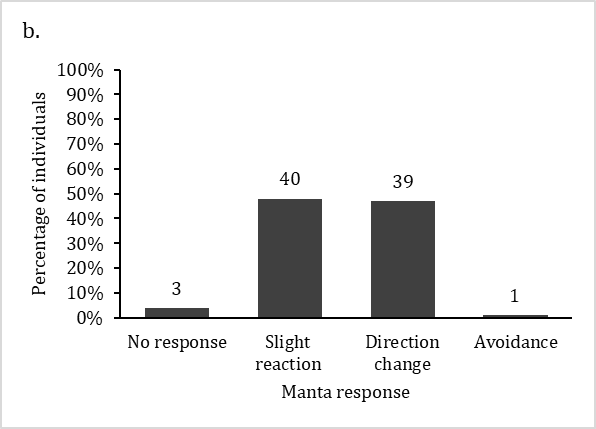 b.
Percentage of individuals
100%
90%
80%
70%
60%
50%
40%
30%
20%
10%
0%
3
40
39
1
No response
Slight
reaction
Direction
change
Avoidance
Manta response